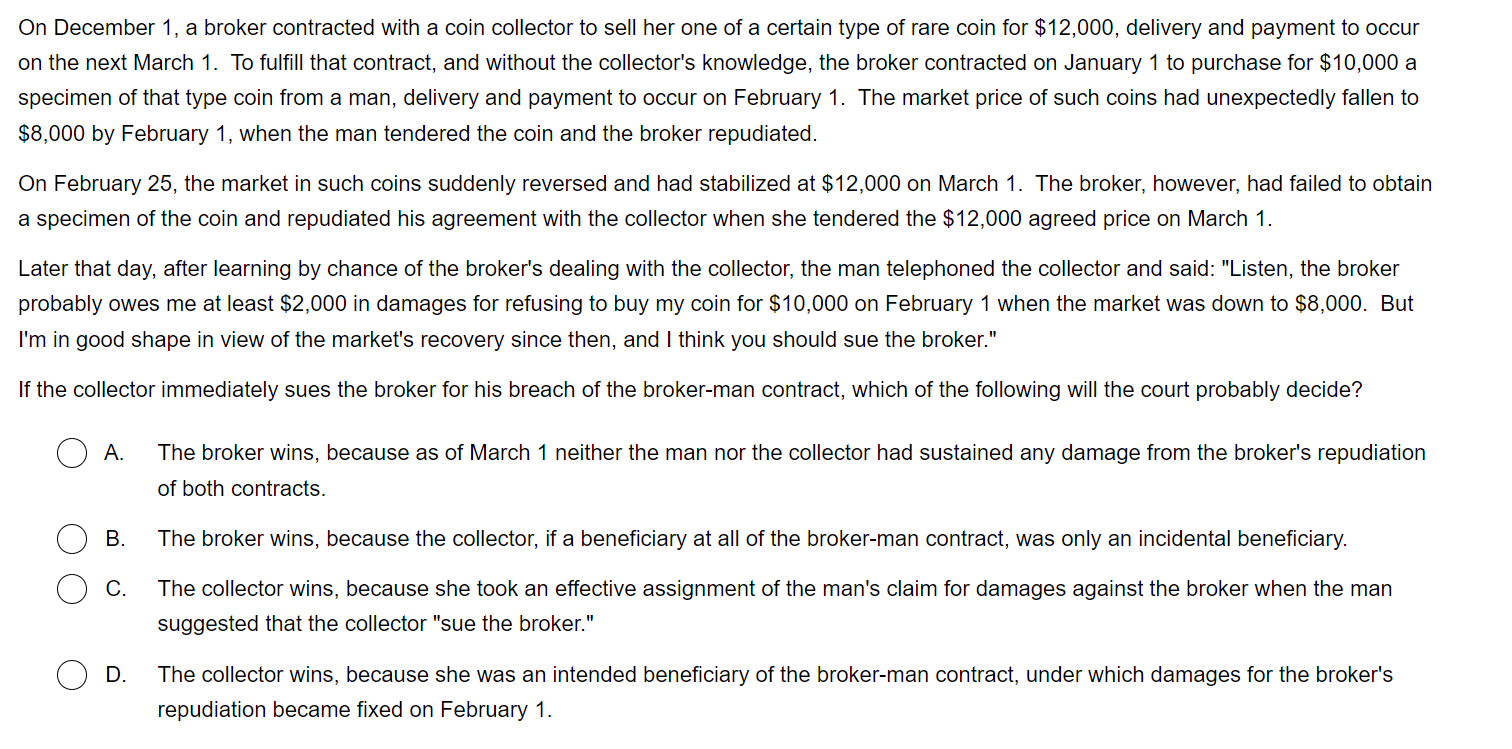 On December 1, a broker contracted with a coin collector to sell her one of a certain type of rare coin for $12,000, delivery and payment to occur
on the next March 1.  To fulfill that contract, and without the collector's knowledge, the broker contracted on January 1 to purchase for $10,000 a
specimen of that type coin from a man, delivery and payment to occur on February 1.  The market price of such coins had unexpectedly fallen to
$8,000 by February 1, when the man tendered the coin and the broker repudiated.
On February 25, the market in such coins suddenly reversed and had stabilized at $12,000 on March 1.  The broker, however, had failed to obtain
a specimen of the coin and repudiated his agreement with the collector when she tendered the $12,000 agreed price on March 1.
Later that day, after learning by chance of the broker's dealing with the collector, the man telephoned the collector and said: "Listen, the broker
probably owes me at least $2,000 in damages for refusing to buy my coin for $10,000 on February 1 when the market was down to $8,000.  But
I'm in good shape in view of the market's recovery since then, and I think you should sue the broker."
If the collector immediately sues the broker for his breach of the broker-man contract, which of the following will the court probably decide?
A. The broker wins, because as of March 1 neither the man nor the collector had sustained any damage from the broker's repudiation
of both contracts.
B. The broker wins, because the collector, if a beneficiary at all of the broker-man contract, was only an incidental beneficiary.
C. The collector wins, because she took an effective assignment of the man's claim for damages against the broker when the man
suggested that the collector "sue the broker."
D. The collector wins, because she was an intended beneficiary of the broker-man contract, under which damages for the broker's
repudiation became fixed on February 1.